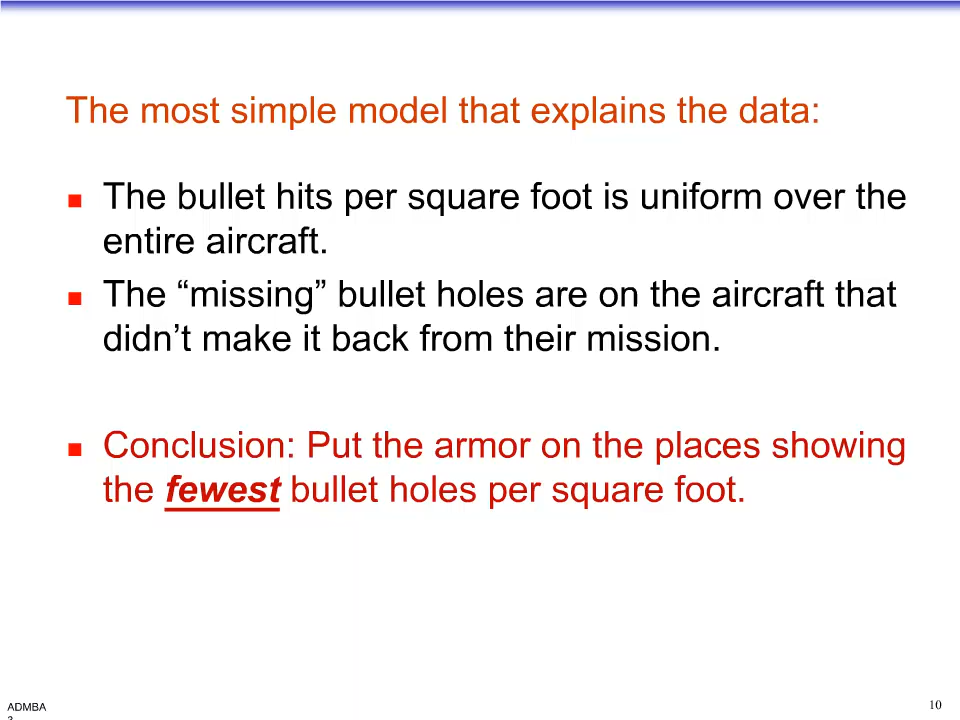 The most simple model that explains the data:
The bullet hits per square foot is uniform over the
entire aircraft.
The “missing” bullet holes are on the aircraft that
didn’t make it back from their mission.
Conclusion: Put the armor on the places showing
the fewest bullet holes per square foot.
ADMBA
10